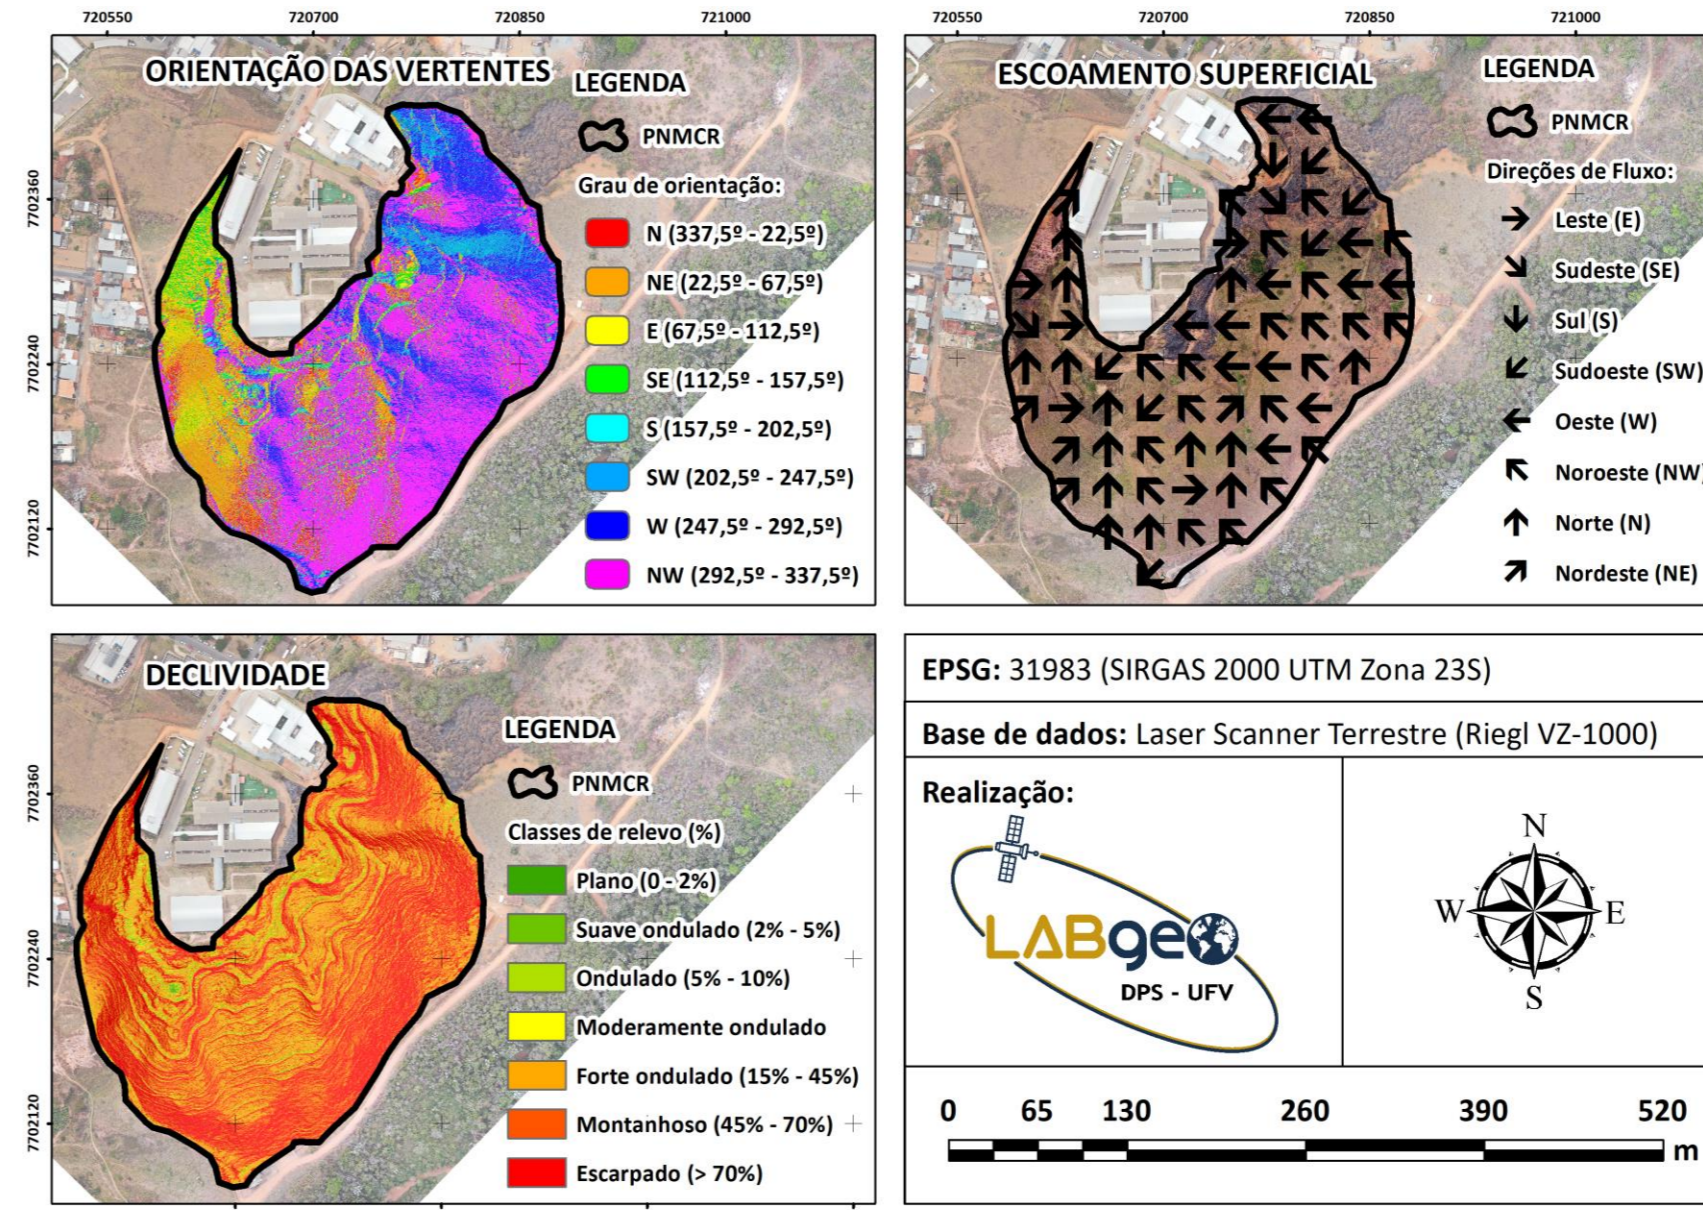 720550 720700 720850 721000
ORIENTAÇÃO DAS VERTENTES
7702360
7702240
7702120
LEGENDA
PNMCR
Grau de orientação:
N (337,5º - 22,5º)
NE (22,5º - 67,5º)
E (67,5º - 112,5º)
SE (112,5º - 157,5º)
S (157,5º - 202,5º)
SW (202,5º - 247,5º)
W (247,5º - 292,5º)
NW (292,5º - 337,5º)
720550 720700 720850 721000
ESCOAMENTO SUPERFICIAL
LEGENDA
PNMCR
Direções de Fluxo:
Leste (E)
Sudeste (SE)
Sul (S)
Sudoeste (SW)
Oeste (W)
Noroeste (NW)
Norte (N)
Nordeste (NE)
DECLIVIDADE
7702360
7702240
7702120
LEGENDA
PNMCR
Classes de relevo (%)
Plano (0 - 2%)
Suave ondulado (2% - 5%)
Ondulado (5% - 10%)
Moderamente ondulado
Forte ondulado (15% - 45%)
Montanhoso (45% - 70%)
Escarpado (> 70%)
EPSG: 31983 (SIRGAS 2000 UTM Zona 23S)
Base de dados: Laser Scanner Terrestre (Riegl VZ-1000)
Realização:
LABgeo
DPS - UFV
N
W E
S
0 65 130 260 390 520
m